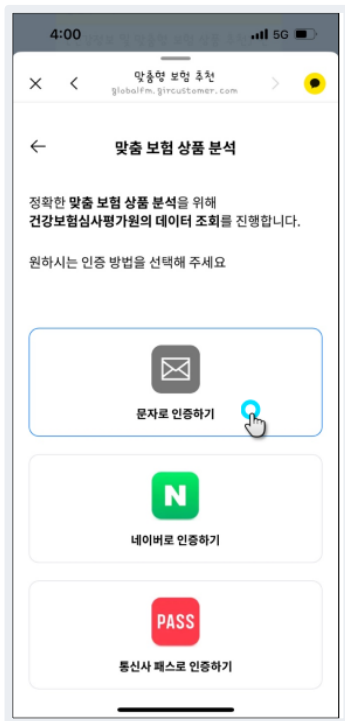 4:00
5G
맞춤형 보험 추천
globalfm.gircustomer.com
맞춤 보험 상품 분석
정확한 맞춤 보험 상품 분석을 위해
건강보험심사평가원의 데이터 조회를 진행합니다.
원하시는 인증 방법을 선택해 주세요
문자로 인증하기
N
네이버로 인증하기
PASS
통신사 패스로 인증하기